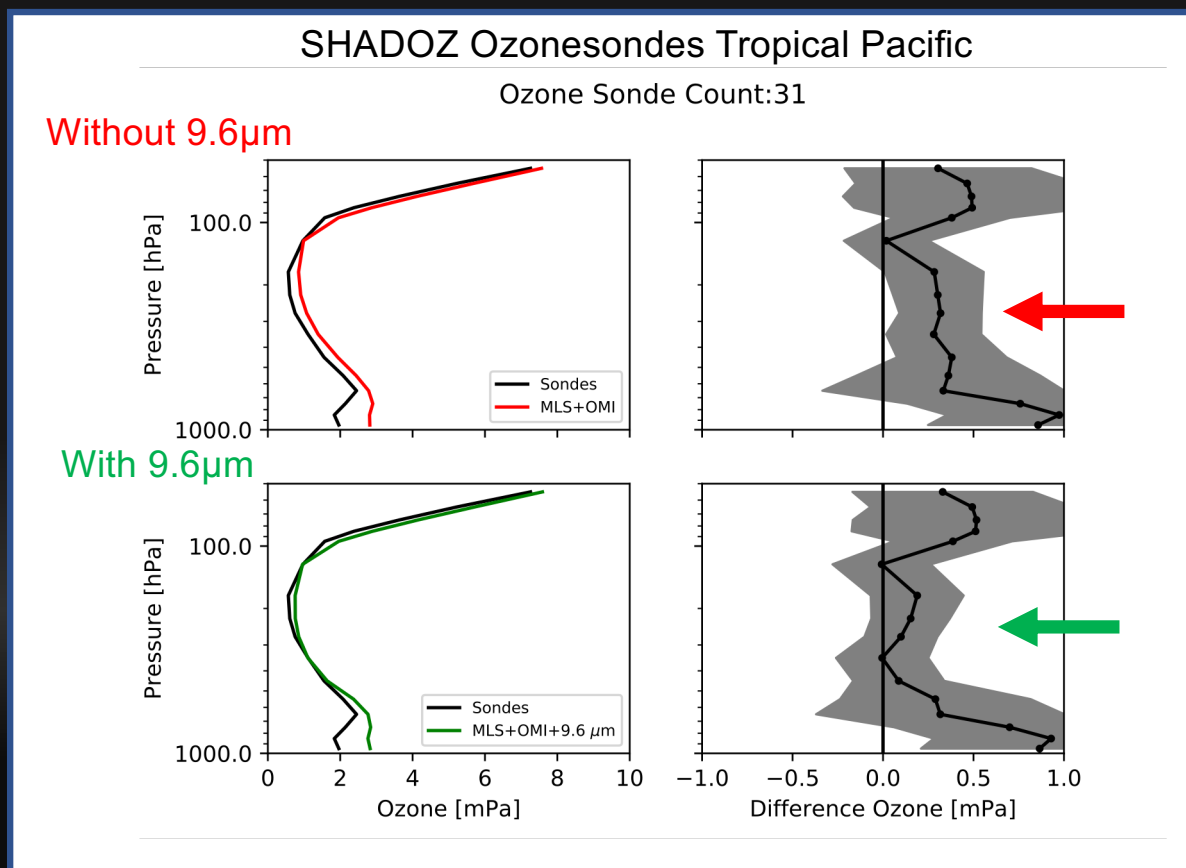 SHADOZ Ozonesondes Tropical Pacific
Ozone Sonde Count:31
Without 9.6μm
Pressure [hPa]
100.0
1000.0
Sondes
MLS+OMI
With 9.6μm
Pressure [hPa]
100.0
1000.0
Sondes
MLS+OMI+9.6 μm
0 2 4 6 8 10
Ozone [mPa]
−1.0 −0.5 0.0 0.5 1.0
Difference Ozone [mPa]